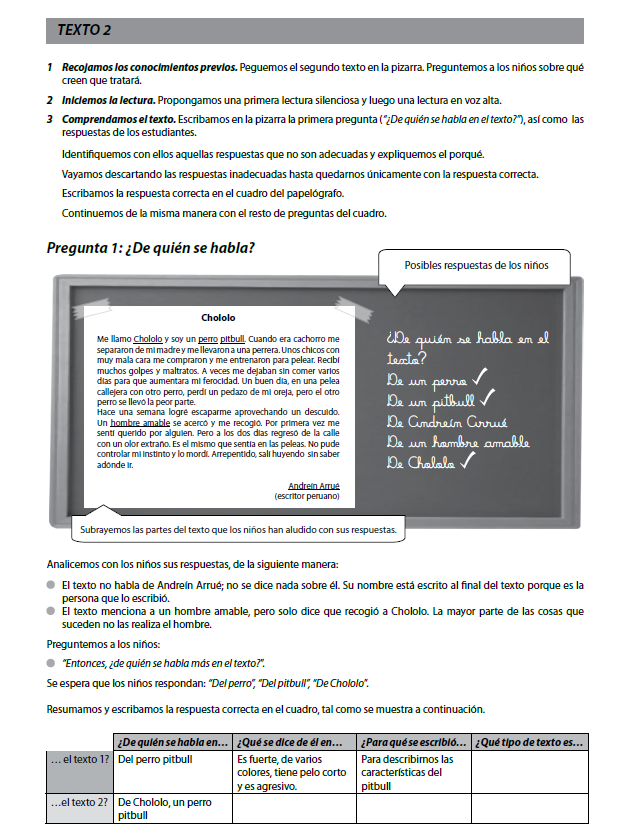 TEXTO 2
1 Recojamos los conocimientos previos. Peguemos el segundo texto en la pizarra. Preguntemos a los niños sobre qué
creen que tratará.
2 Iniciemos la lectura. Propongamos una primera lectura silenciosa y luego una lectura en voz alta.
3 Comprendamos el texto. Escribamos en la pizarra la primera pregunta ("¿De quién se habla en el texto?"), así como las
respuestas de los estudiantes.
Identifiquemos con ellos aquellas respuestas que no son adecuadas y expliquemos el porqué.
Vayamos descartando las respuestas inadecuadas hasta quedarnos únicamente con la respuesta correcta.
Escribamos la respuesta correcta en el cuadro del papelógrafo.
Continuemos de la misma manera con el resto de preguntas del cuadro.
Pregunta 1: ¿De quién se habla?
Posibles respuestas de los niños
Chololo
Me llamo Chololo y soy un perro pitbull. Cuando era cachorro me
separaron de mi madre y me llevaron a una perrera. Unos chicos con
muy mala cara me compraron y me entrenaron para pelear. Recibí
muchos golpes y maltratos. A veces me dejaban sin comer varios
días para que aumentara mi ferocidad. Un buen día, en una pelea
callejera con otro perro, perdí un pedazo de mi oreja, pero el otro
perro se llevó la peor parte.
Hace una semana logré escaparme aprovechando un descuido.
Un hombre amable se acercó y me recogió. Por primera vez me
sentí querido por alguien. Pero a los dos días regresó de la calle
con un olor extraño. Es el mismo que sentía en las peleas. No pude
controlar mi instinto y lo mordí. Arrepentido, salí huyendo sin saber
adónde ir.
Andreín Arrué
(escritor peruano)
¿De quién se habla en el
texto?
De un perro ✓
De un pitbull ✓
De Andreín Arrué
De un hombre amable
De Chololo ✓
Subrayemos las partes del texto que los niños han aludido con sus respuestas.
Analicemos con los niños sus respuestas, de la siguiente manera:
El texto no habla de Andreín Arrué; no se dice nada sobre él. Su nombre está escrito al final del texto porque es la
persona que lo escribió.
El texto menciona a un hombre amable, pero solo dice que recogió a Chololo. La mayor parte de las cosas que
suceden no las realiza el hombre.
Preguntemos a los niños:
"Entonces, ¿de quién se habla más en el texto?".
Se espera que los niños respondan: "Del perro", "Del pitbull", "De Chololo".
Resumamos y escribamos la respuesta correcta en el cuadro, tal como se muestra a continuación.
¿De quién se habla en… ¿Qué se dice de él en… ¿Para qué se escribió… ¿Qué tipo de texto es…
… el texto 1? Del perro pitbull Es fuerte, de varios Para describirnos las
colores, tiene pelo corto características del
y es agresivo. pitbull
…el texto 2? De Chololo, un perro
pitbull